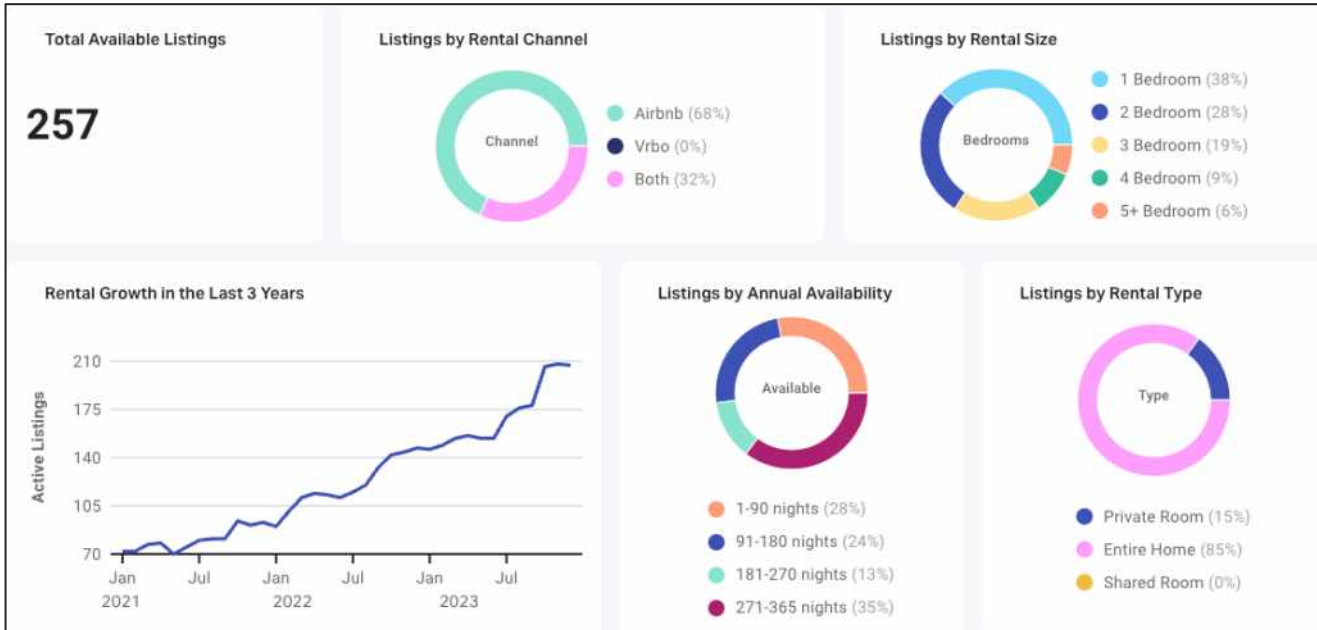 Total Available Listings
257
Listings by Rental Channel
Channel
Airbnb (68%)
Vrbo (0%)
Both (32%)
Listings by Rental Size
Bedrooms
1 Bedroom (38%)
2 Bedroom (28%)
3 Bedroom (19%)
4 Bedroom (9%)
5+ Bedroom (6%)
Rental Growth in the Last 3 Years
Active Listings
210
175
140
105
70
Jan Jul Jan Jul Jan Jul
2021 2022 2023
Listings by Annual Availability
Available
1-90 nights (28%)
91-180 nights (24%)
181-270 nights (13%)
271-365 nights (35%)
Listings by Rental Type
Type
Private Room (15%)
Entire Home (85%)
Shared Room (0%)